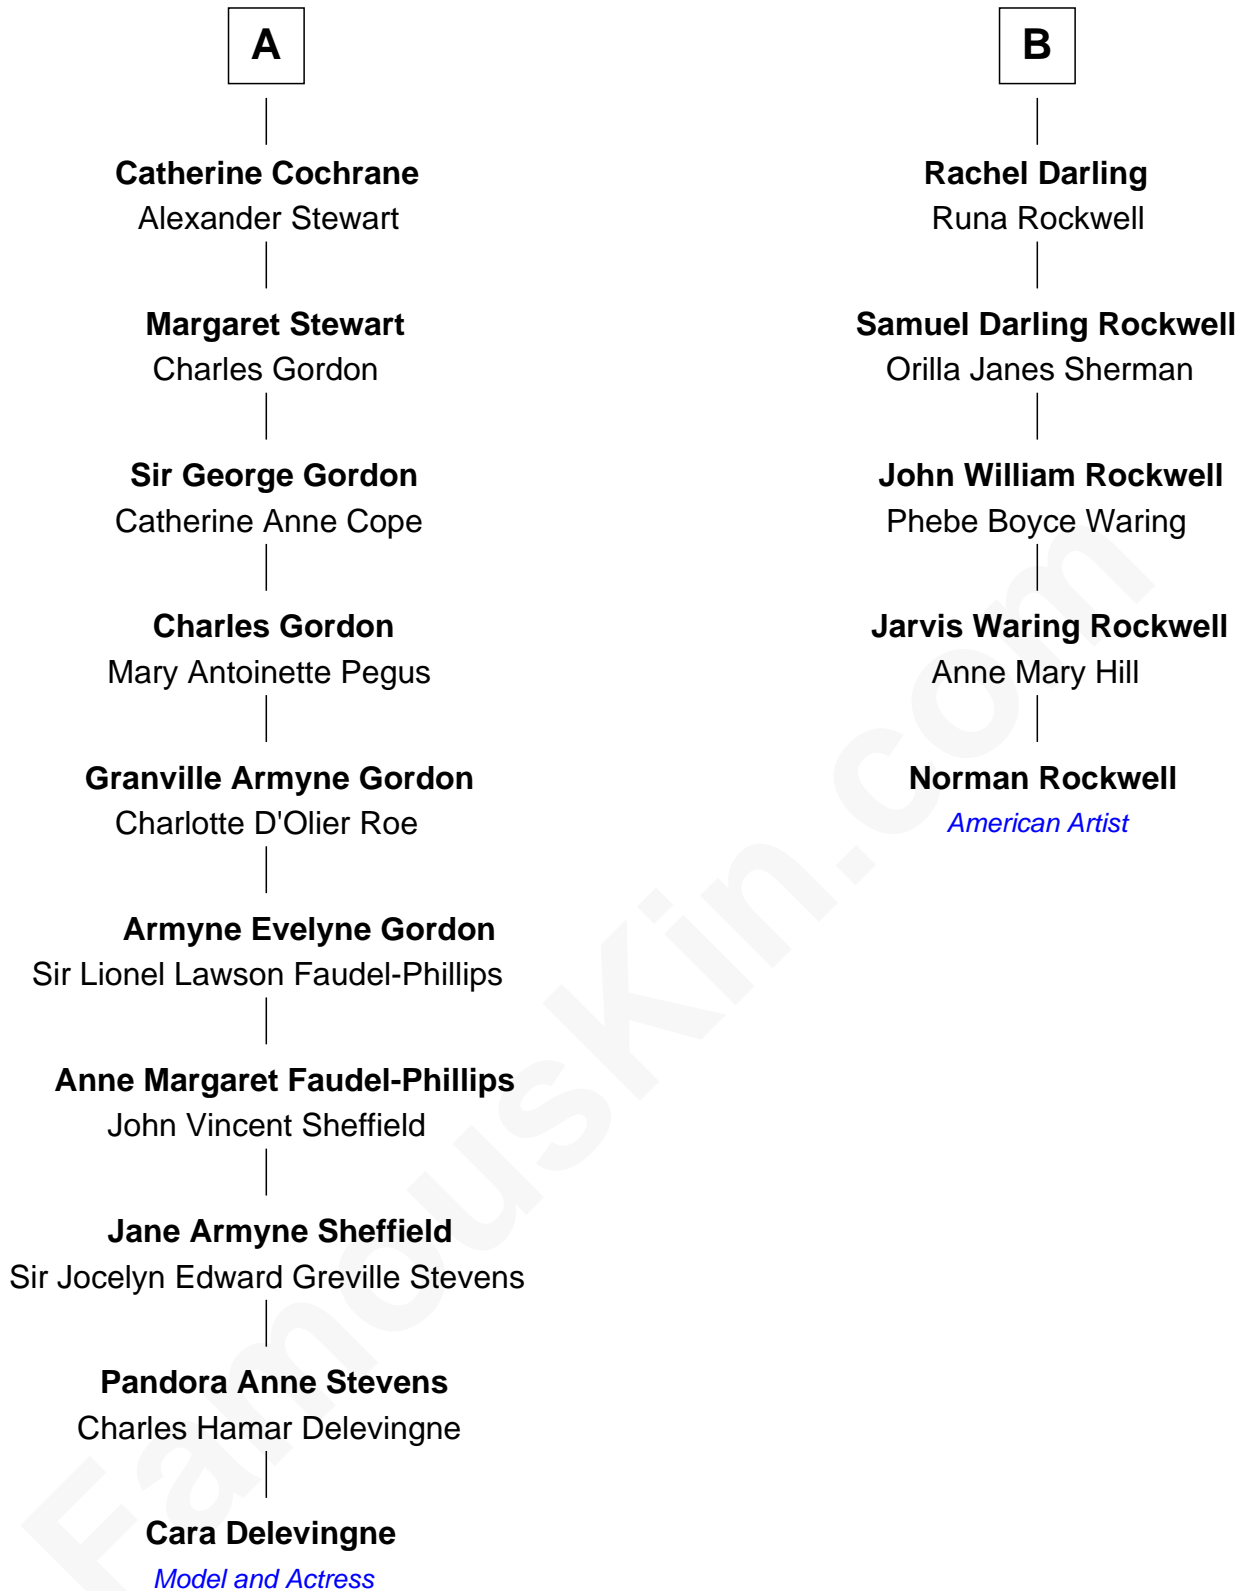 A
Catherine Cochrane
Alexander Stewart
Margaret Stewart
Charles Gordon
Sir George Gordon
Catherine Anne Cope
Charles Gordon
Mary Antoinette Pegus
Granville Armyne Gordon
Charlotte D'Olier Roe
Armyne Evelyne Gordon
Sir Lionel Lawson Faudel-Phillips
Anne Margaret Faudel-Phillips
John Vincent Sheffield
Jane Armyne Sheffield
Sir Jocelyn Edward Greville Stevens
Pandora Anne Stevens
Charles Hamar Delevingne
Cara Delevingne
Model and Actress
B
Rachel Darling
Runa Rockwell
Samuel Darling Rockwell
Orilla Janes Sherman
John William Rockwell
Phebe Boyce Waring
Jarvis Waring Rockwell
Anne Mary Hill
Norman Rockwell
American Artist
FamousKin.com